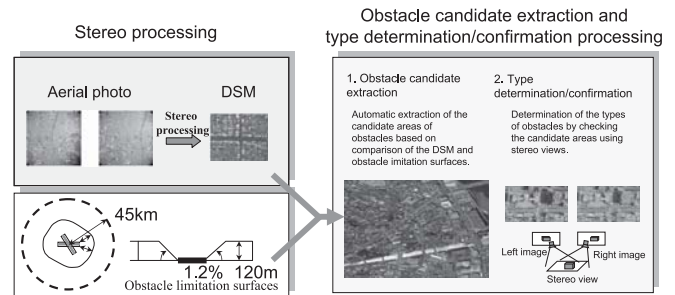 Stereo processing
Aerial photo
DSM
Stereo
processing
45km
1.2%
120m
Obstacle limitation surfaces
Obstacle candidate extraction and
type determination/confirmation processing
1. Obstacle candidate
extraction
Automatic extraction of the
candidate areas of
obstacles based on
comparison of the DSM and
obstacle imitation surfaces.
2. Type
determination/confirmation
Determination of the types
of obstacles by checking
the candidate areas using
stereo views.
Left image
Right image
Stereo view